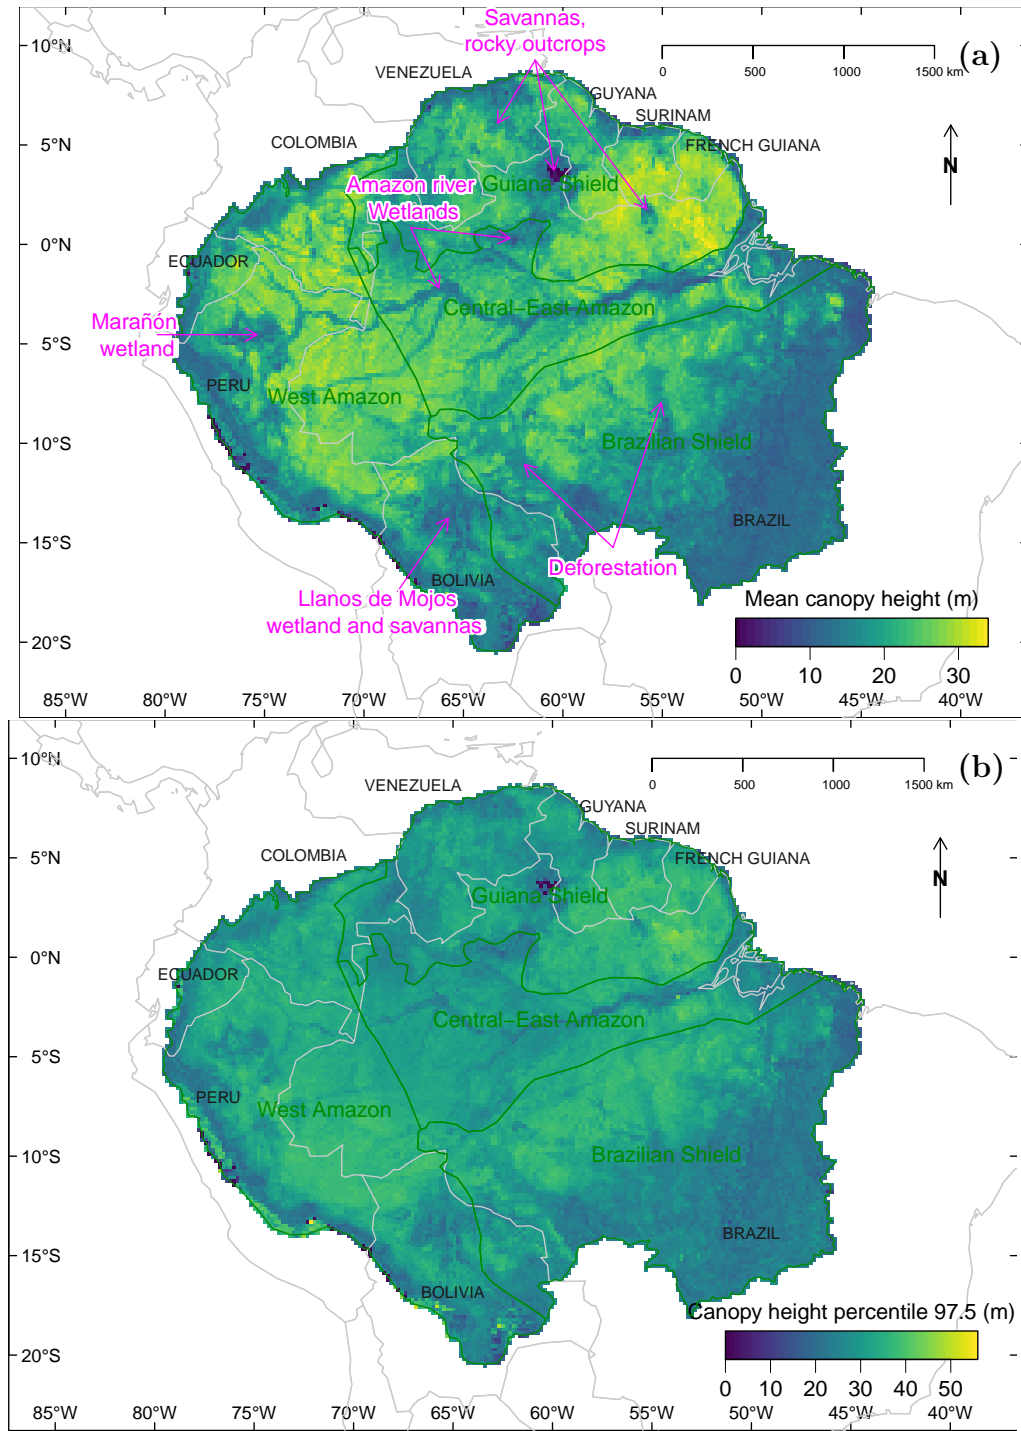 Savannas,
rocky outcrops
(a)
10°N
5°N
0°N
5°S
10°S
15°S
20°S
0
500
1000
1500 km
N
VENEZUELA
GUYANA
SURINAM
FRENCH GUIANA
COLOMBIA
Amazon river
Wetlands
Guiana Shield
ECUADOR
Central−East Amazon
Marañón
wetland
PERU
West Amazon
Brazilian Shield
BRAZIL
Deforestation
BOLIVIA
Llanos de Mojos
wetland and savannas
Mean canopy height (m)
0
10
20
30
85°W
80°W
75°W
70°W
65°W
60°W
55°W
50°W
45°W
40°W
(b)
10°N
5°N
0°N
5°S
10°S
15°S
20°S
0
500
1000
1500 km
N
VENEZUELA
GUYANA
SURINAM
FRENCH GUIANA
COLOMBIA
Guiana Shield
ECUADOR
Central−East Amazon
PERU
West Amazon
Brazilian Shield
BRAZIL
BOLIVIA
Canopy height percentile 97.5 (m)
0
10
20
30
40
50
85°W
80°W
75°W
70°W
65°W
60°W
55°W
50°W
45°W
40°W